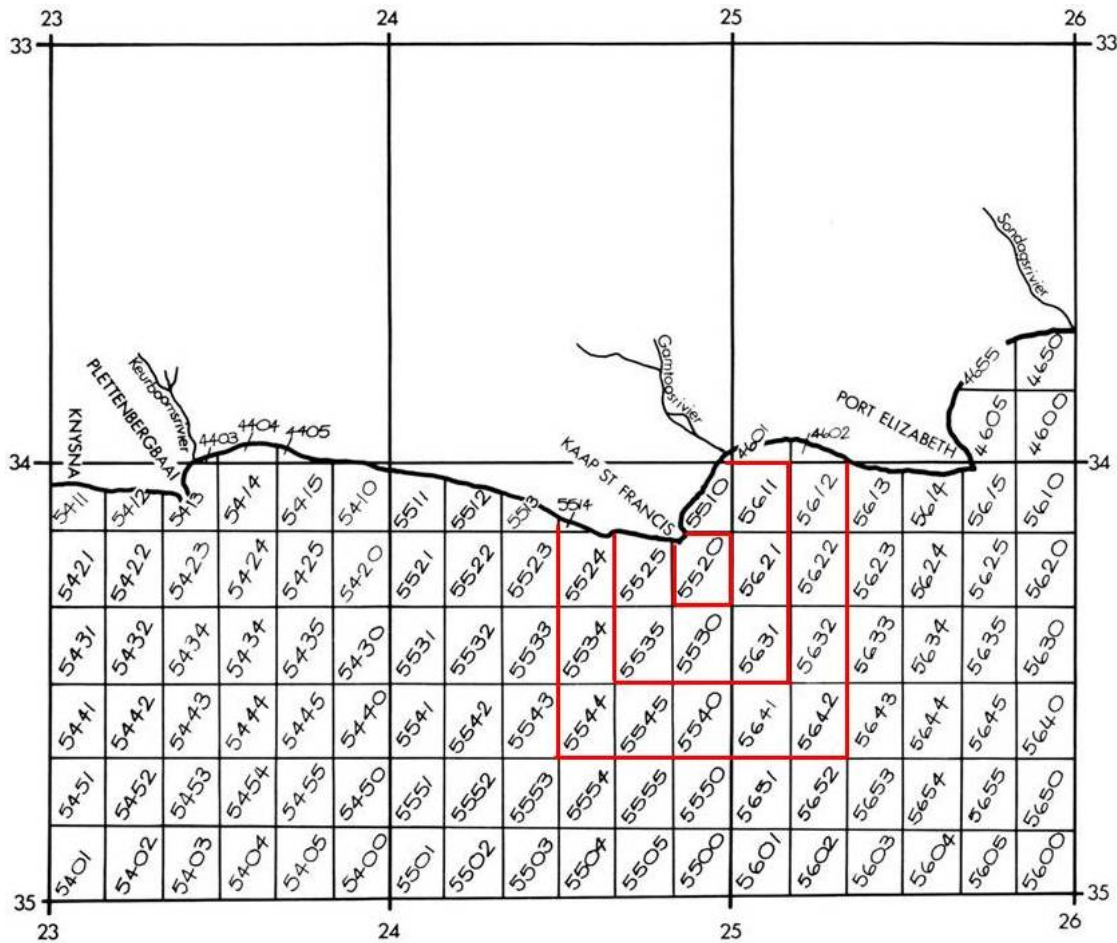 23 24 25 26
33 33
Sondagsrivier
Gamtoosrivier
Keurboomsrivier
PLETTENBERGBAAI
KNYSNA
KAAP ST FRANCIS
PORT ELIZABETH
4655 4650
4605 4600
4403 4404 4405 4601 4602
34 34
5411 5412 5413 5414 5415 5410 5511 5512 5513 5514 5510 5611 5612 5613 5614 5615 5610
5421 5422 5423 5424 5425 5420 5521 5522 5523 5524 5525 5520 5621 5622 5623 5624 5625 5620
5431 5432 5434 5434 5435 5430 5531 5532 5533 5534 5535 5530 5631 5632 5633 5634 5635 5630
5441 5442 5443 5444 5445 5440 5541 5542 5543 5544 5545 5540 5641 5642 5643 5644 5645 5640
5451 5452 5453 5454 5455 5450 5551 5552 5553 5554 5555 5550 5651 5652 5653 5654 5655 5650
5401 5402 5403 5404 5405 5400 5501 5502 5503 5504 5505 5500 5601 5602 5603 5604 5605 5600
35 35
23 24 25 26